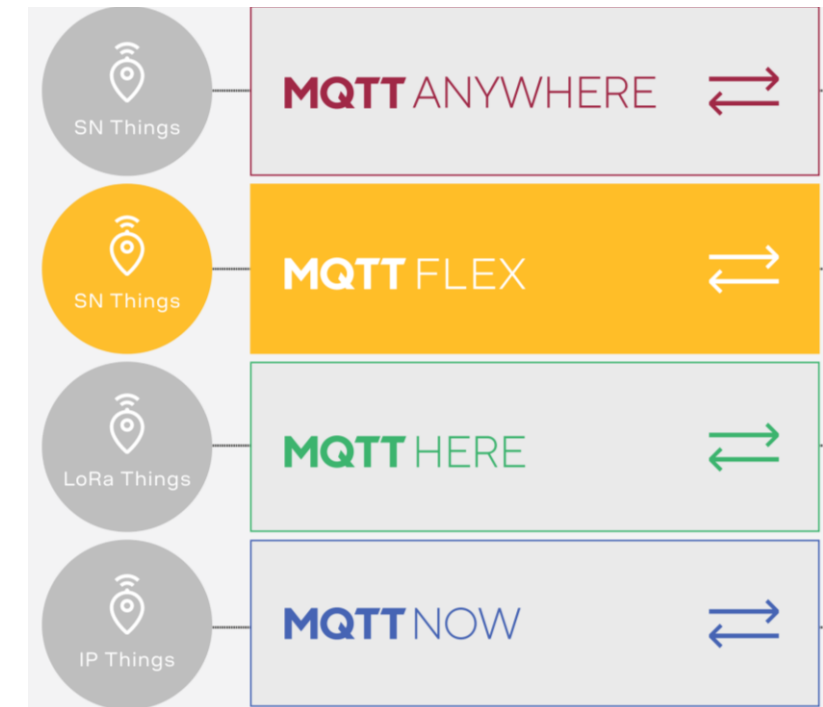 SN Things
MQTT ANYWHERE
SN Things
MQTT FLEX
LoRa Things
MQTT HERE
IP Things
MQTT NOW